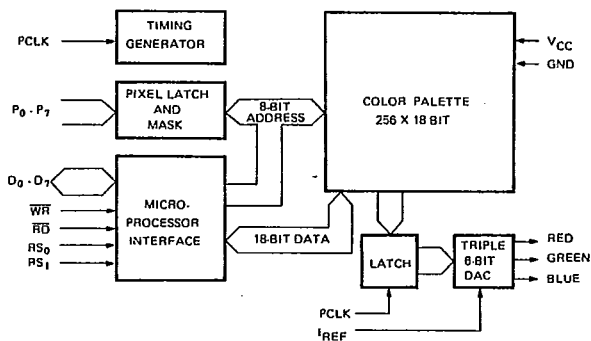 PCLK
TIMING
GENERATOR
P0 - P7
PIXEL LATCH
AND
MASK
8-BIT
ADDRESS
COLOR PALETTE
256 X 18 BIT
VCC
GND
D0 - D7
WR
RD
RS0
RS1
MICRO-
PROCESSOR
INTERFACE
18-BIT DATA
LATCH
TRIPLE
6-BIT
DAC
RED
GREEN
BLUE
PCLK
IREF